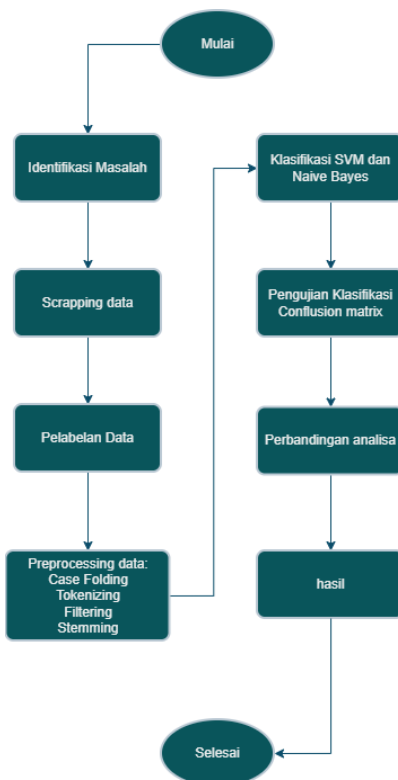 Mulai
Identifikasi Masalah
Scrapping data
Pelabelan Data
Preprocessing data:
Case Folding
Tokenizing
Filtering
Stemming
Klasifikasi SVM dan
Naive Bayes
Pengujian Klasifikasi
Conflusion matrix
Perbandingan analisa
hasil
Selesai